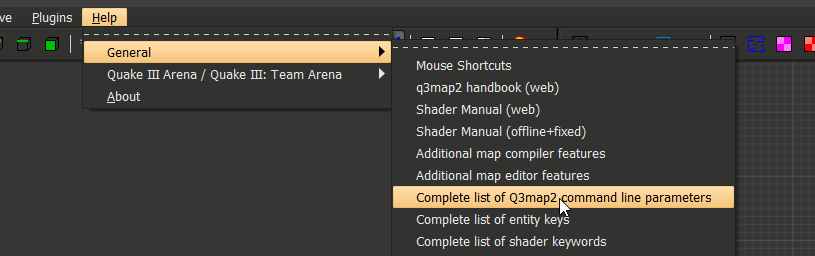 ve Plugins Help
General
Quake III Arena / Quake III: Team Arena
About
Mouse Shortcuts
q3map2 handbook (web)
Shader Manual (web)
Shader Manual (offline+fixed)
Additional map compiler features
Additional map editor features
Complete list of Q3map2 command line parameters
Complete list of entity keys
Complete list of shader keywords